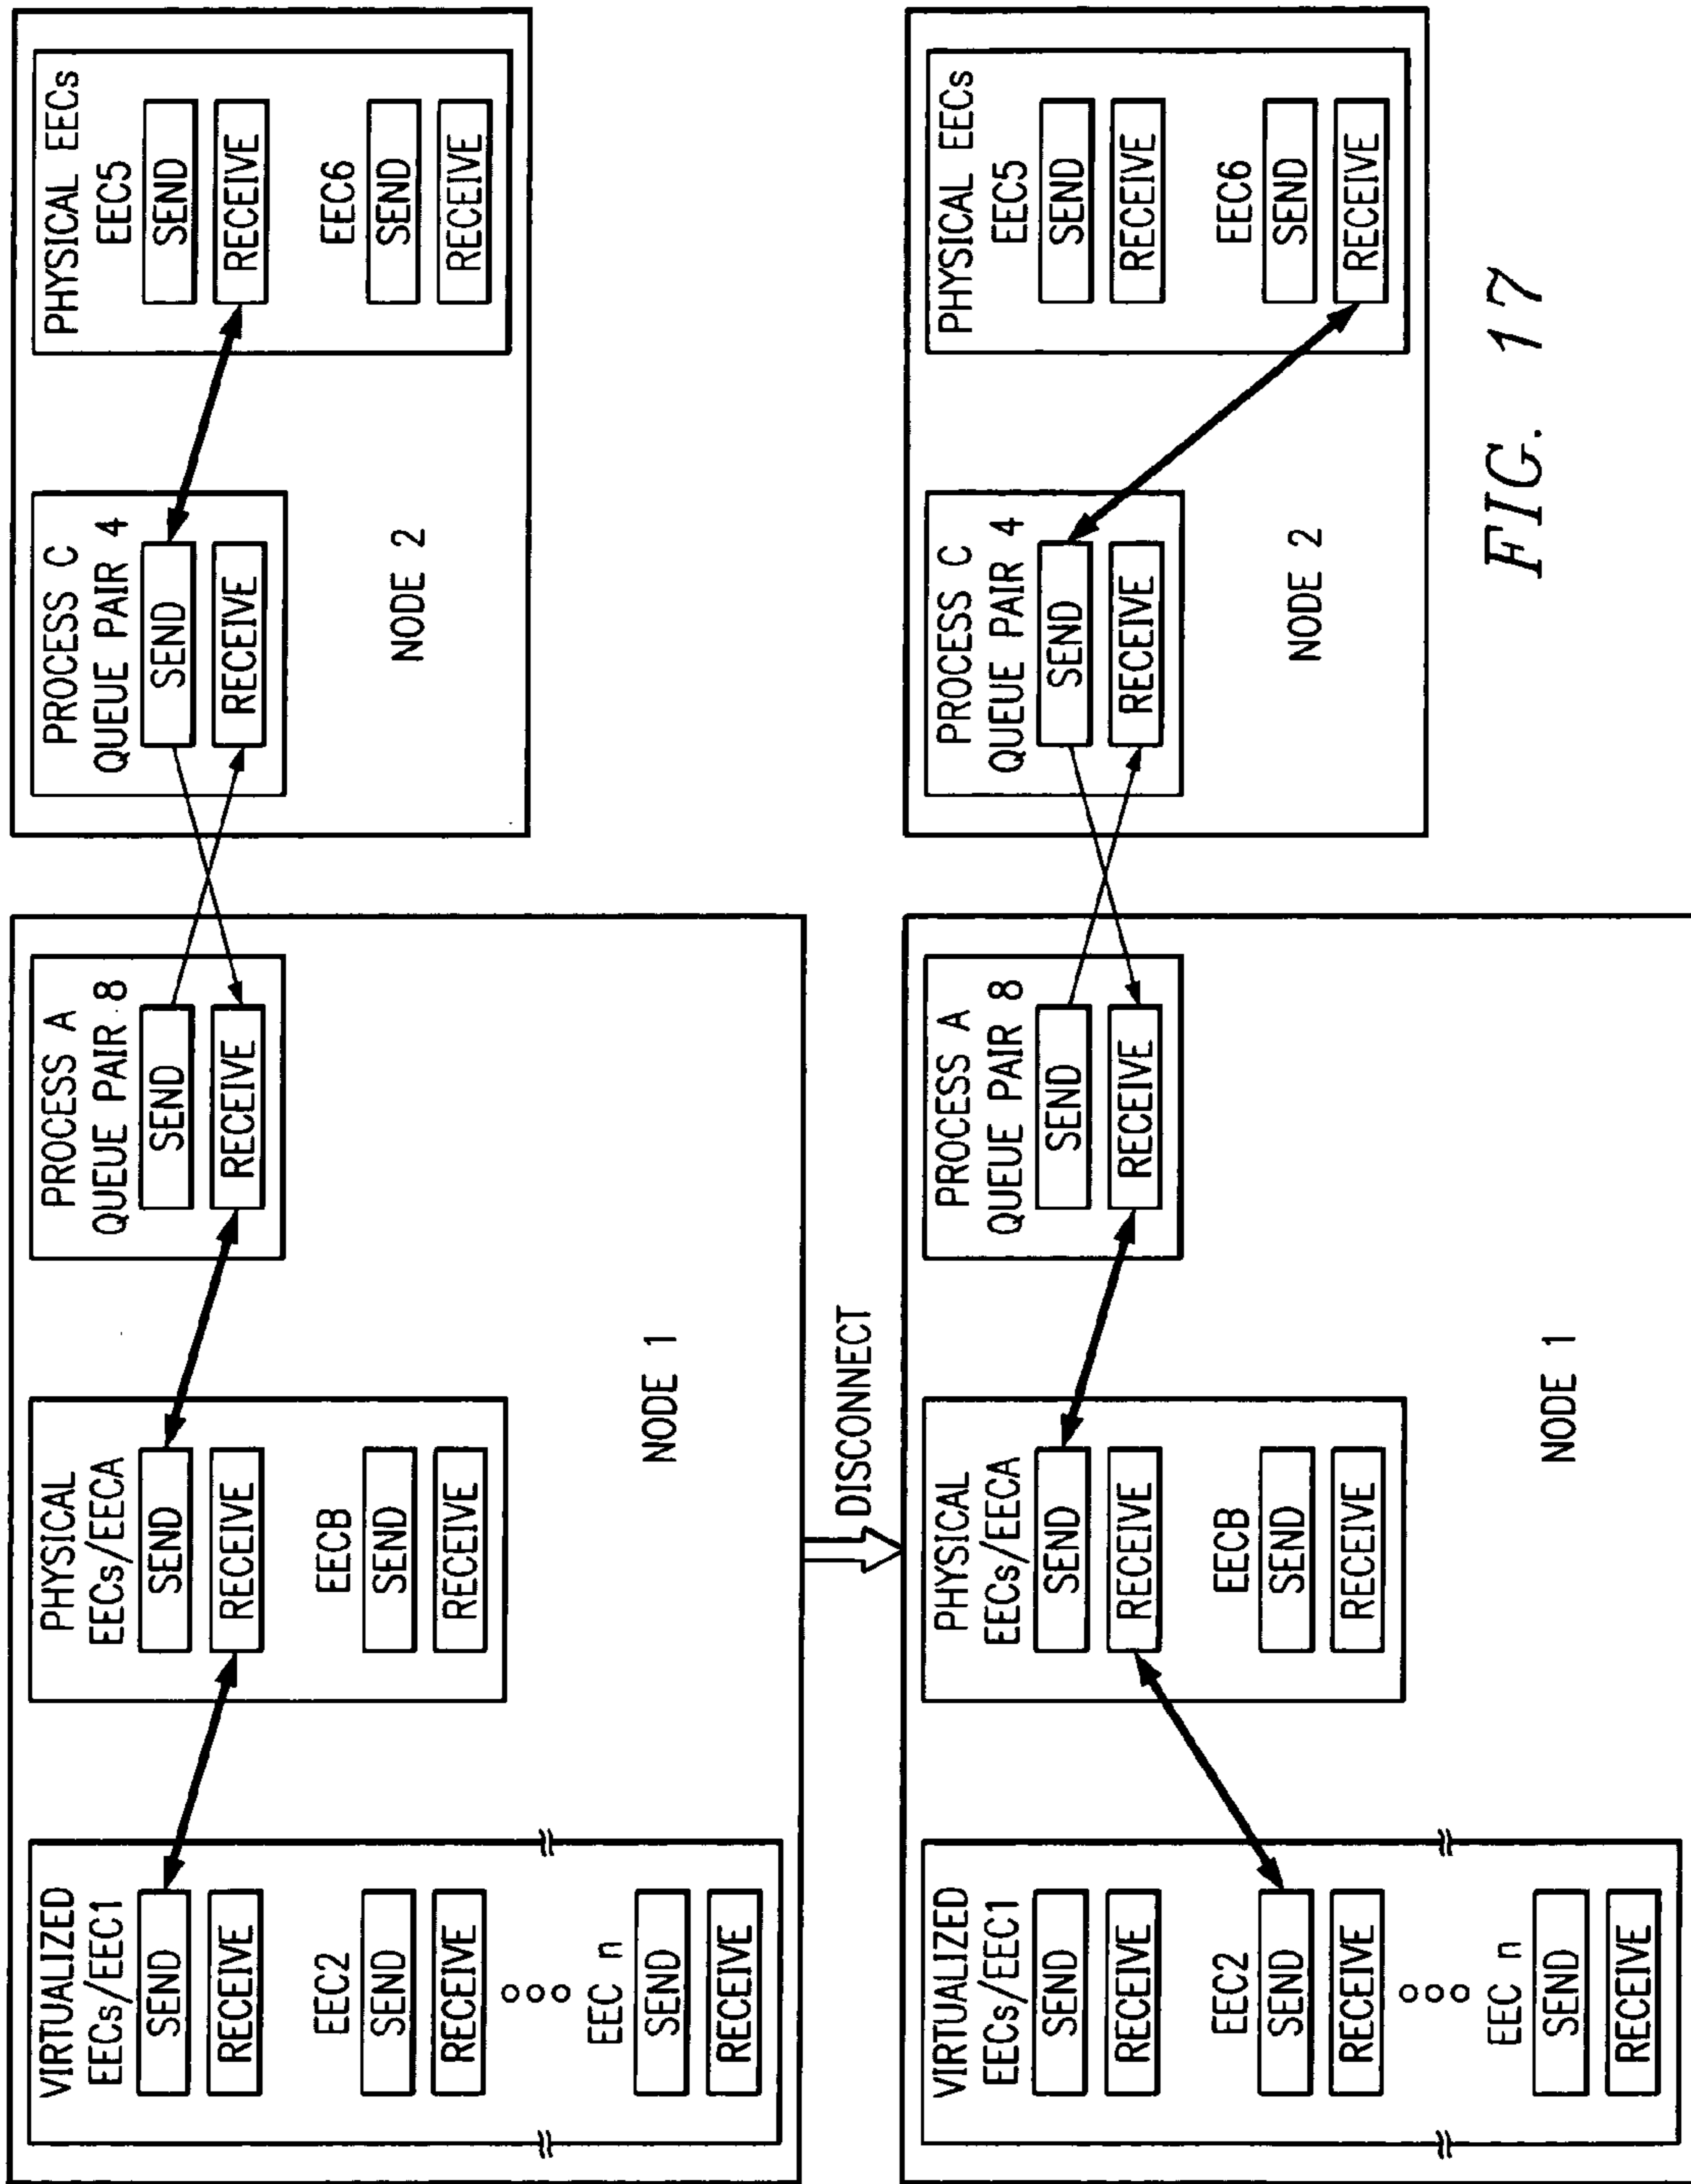 VIRTUALIZED
EECs/EEC1
SEND
RECEIVE
EEC2
SEND
RECEIVE
EEC n
SEND
RECEIVE
PHYSICAL
EECs/EECA
SEND
RECEIVE
EECB
SEND
RECEIVE
PROCESS A
QUEUE PAIR 8
SEND
RECEIVE
NODE 1
PROCESS C
QUEUE PAIR 4
SEND
RECEIVE
NODE 2
PHYSICAL EECs
EEC5
SEND
RECEIVE
EEC6
SEND
RECEIVE
DISCONNECT
VIRTUALIZED
EECs/EEC1
SEND
RECEIVE
EEC2
SEND
RECEIVE
EEC n
SEND
RECEIVE
PHYSICAL
EECs/EECA
SEND
RECEIVE
EECB
SEND
RECEIVE
PROCESS A
QUEUE PAIR 8
SEND
RECEIVE
NODE 1
PROCESS C
QUEUE PAIR 4
SEND
RECEIVE
NODE 2
PHYSICAL EECs
EEC5
SEND
RECEIVE
EEC6
SEND
RECEIVE
FIG. 17